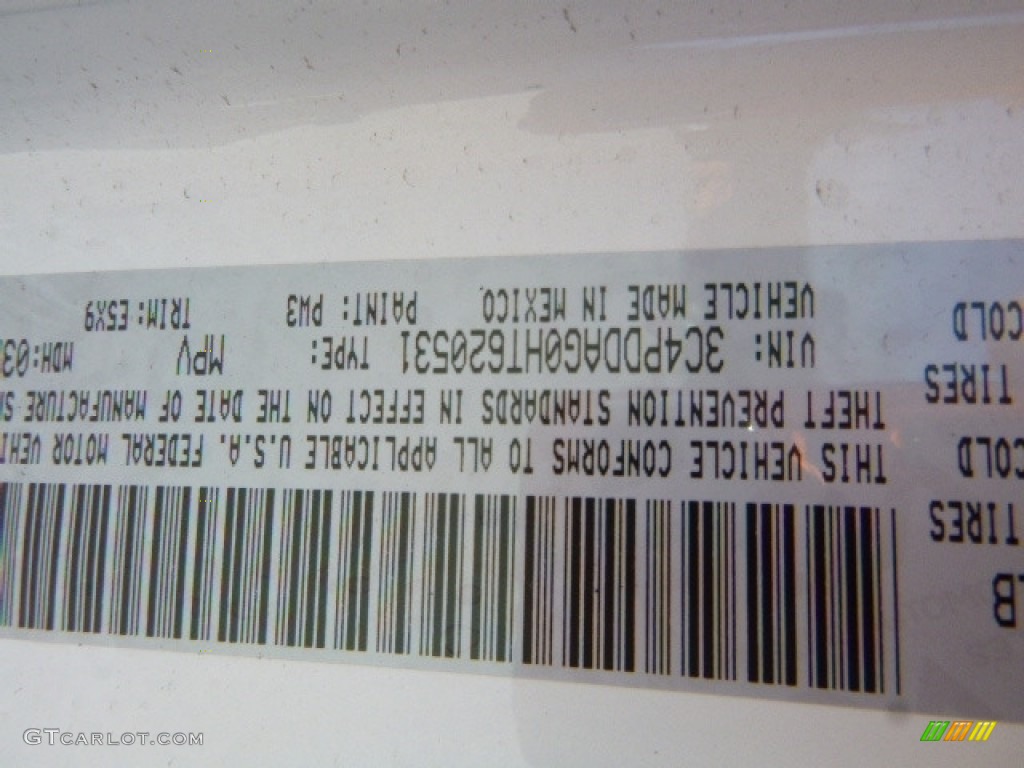 LB
TIRES
COLD
TIRES
COLD
THIS VEHICLE CONFORMS TO ALL APPLICABLE U.S.A. FEDERAL MOTOR
THEFT PREVENTION STANDARDS IN EFFECT ON THE DATE OF MANUFACTURE
VIN: 3C4PDDAG0HT620531 TYPE: MPV MDH: 03
VEHICLE MADE IN MEXICO PAINT: PW3 TRIM: E5X9
GTCARLOT.COM